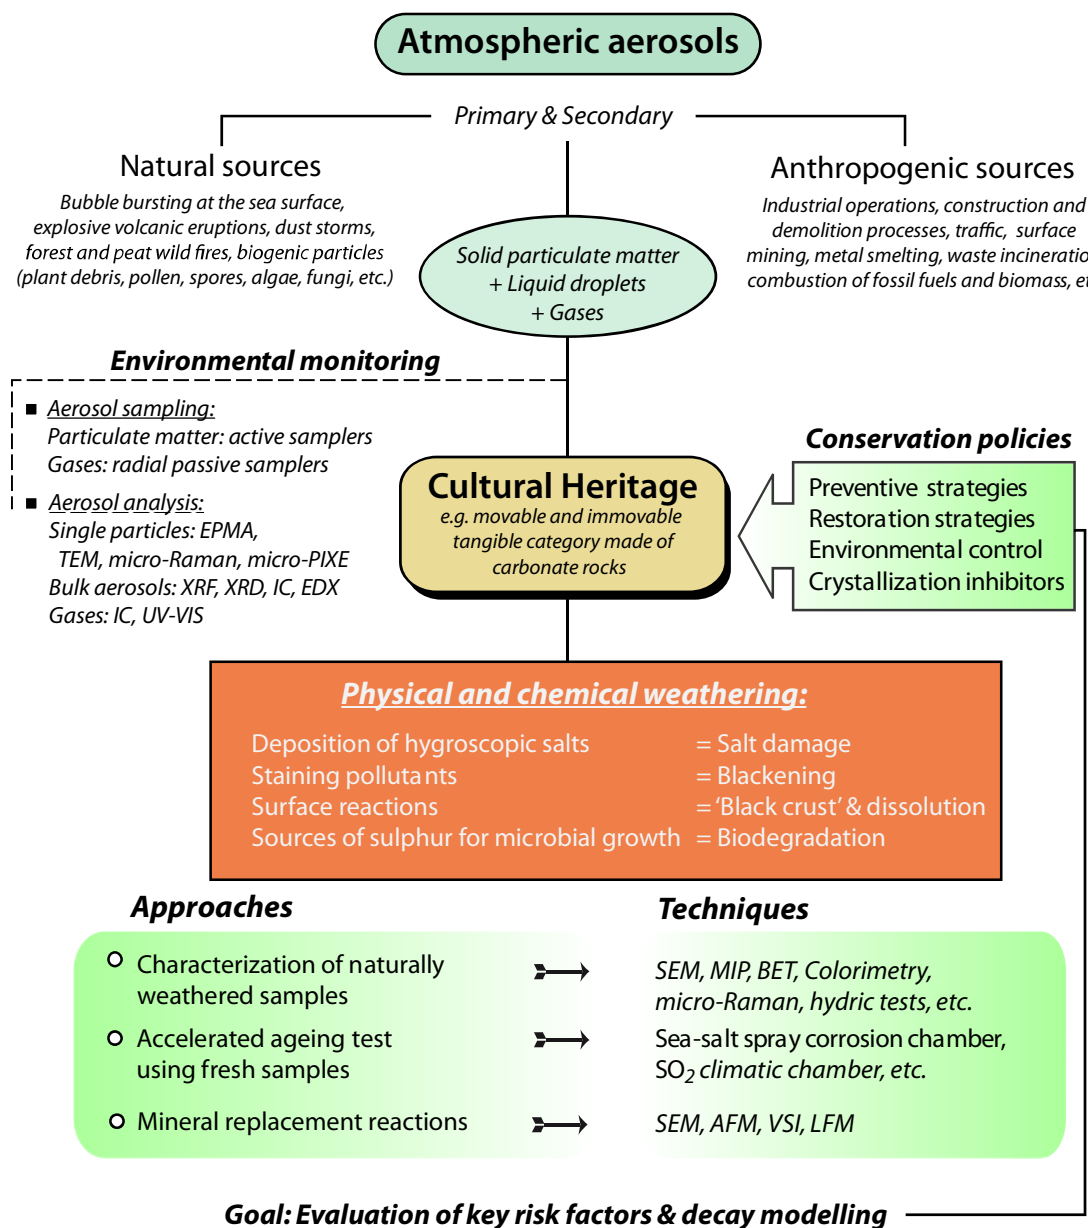 Atmospheric aerosols
Primary & Secondary
Natural sources
Bubble bursting at the sea surface,
explosive volcanic eruptions, dust storms,
forest and peat wild fires, biogenic particles
(plant debris, pollen, spores, algae, fungi, etc.)
Anthropogenic sources
Industrial operations, construction and
demolition processes, traffic, surface
mining, metal smelting, waste incineratio
combustion of fossil fuels and biomass, et
Solid particulate matter
+ Liquid droplets
+ Gases
Environmental monitoring
Aerosol sampling:
Particulate matter: active samplers
Gases: radial passive samplers
Aerosol analysis:
Single particles: EPMA,
TEM, micro-Raman, micro-PIXE
Bulk aerosols: XRF, XRD, IC, EDX
Gases: IC, UV-VIS
Cultural Heritage
e.g. movable and immovable
tangible category made of
carbonate rocks
Conservation policies
Preventive strategies
Restoration strategies
Environmental control
Crystallization inhibitors
Physical and chemical weathering:
Deposition of hygroscopic salts = Salt damage
Staining pollutants = Blackening
Surface reactions = ‘Black crust’ & dissolution
Sources of sulphur for microbial growth = Biodegradation
Approaches
Techniques
Characterization of naturally
weathered samples
SEM, MIP, BET, Colorimetry,
micro-Raman, hydric tests, etc.
Accelerated ageing test
using fresh samples
Sea-salt spray corrosion chamber,
SO2 climatic chamber, etc.
Mineral replacement reactions
SEM, AFM, VSI, LFM
Goal: Evaluation of key risk factors & decay modelling